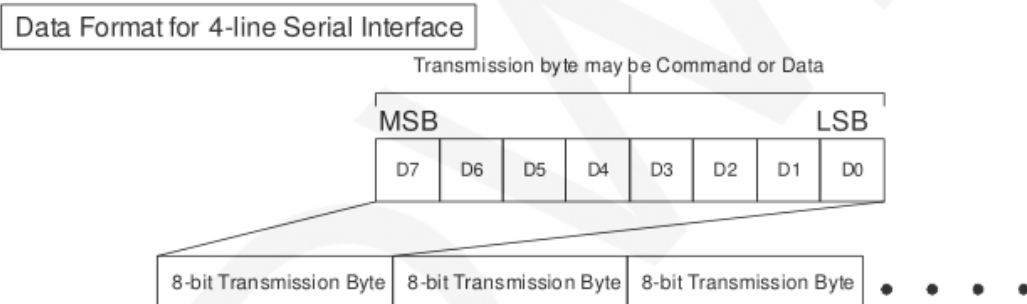 Data Format for 4-line Serial Interface
Transmission byte may be Command or Data
MSB LSB
D7 D6 D5 D4 D3 D2 D1 D0
8-bit Transmission Byte 8-bit Transmission Byte 8-bit Transmission Byte